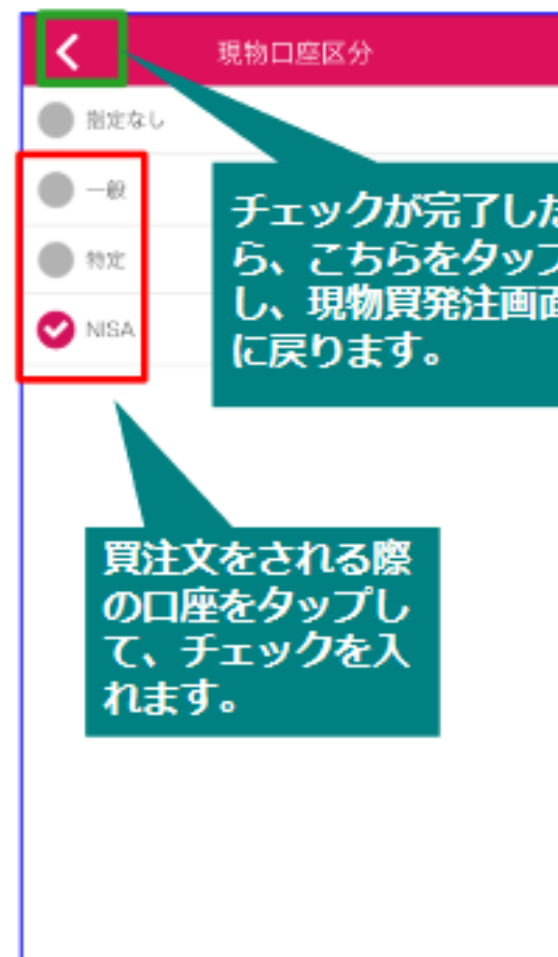 現物口座区分
指定なし
一般
特定
NISA
チェックが完了した
ら、こちらをタップ
し、現物買発注画面
に戻ります。
買注文をされる際
の口座をタップし
て、チェックを入
れます。